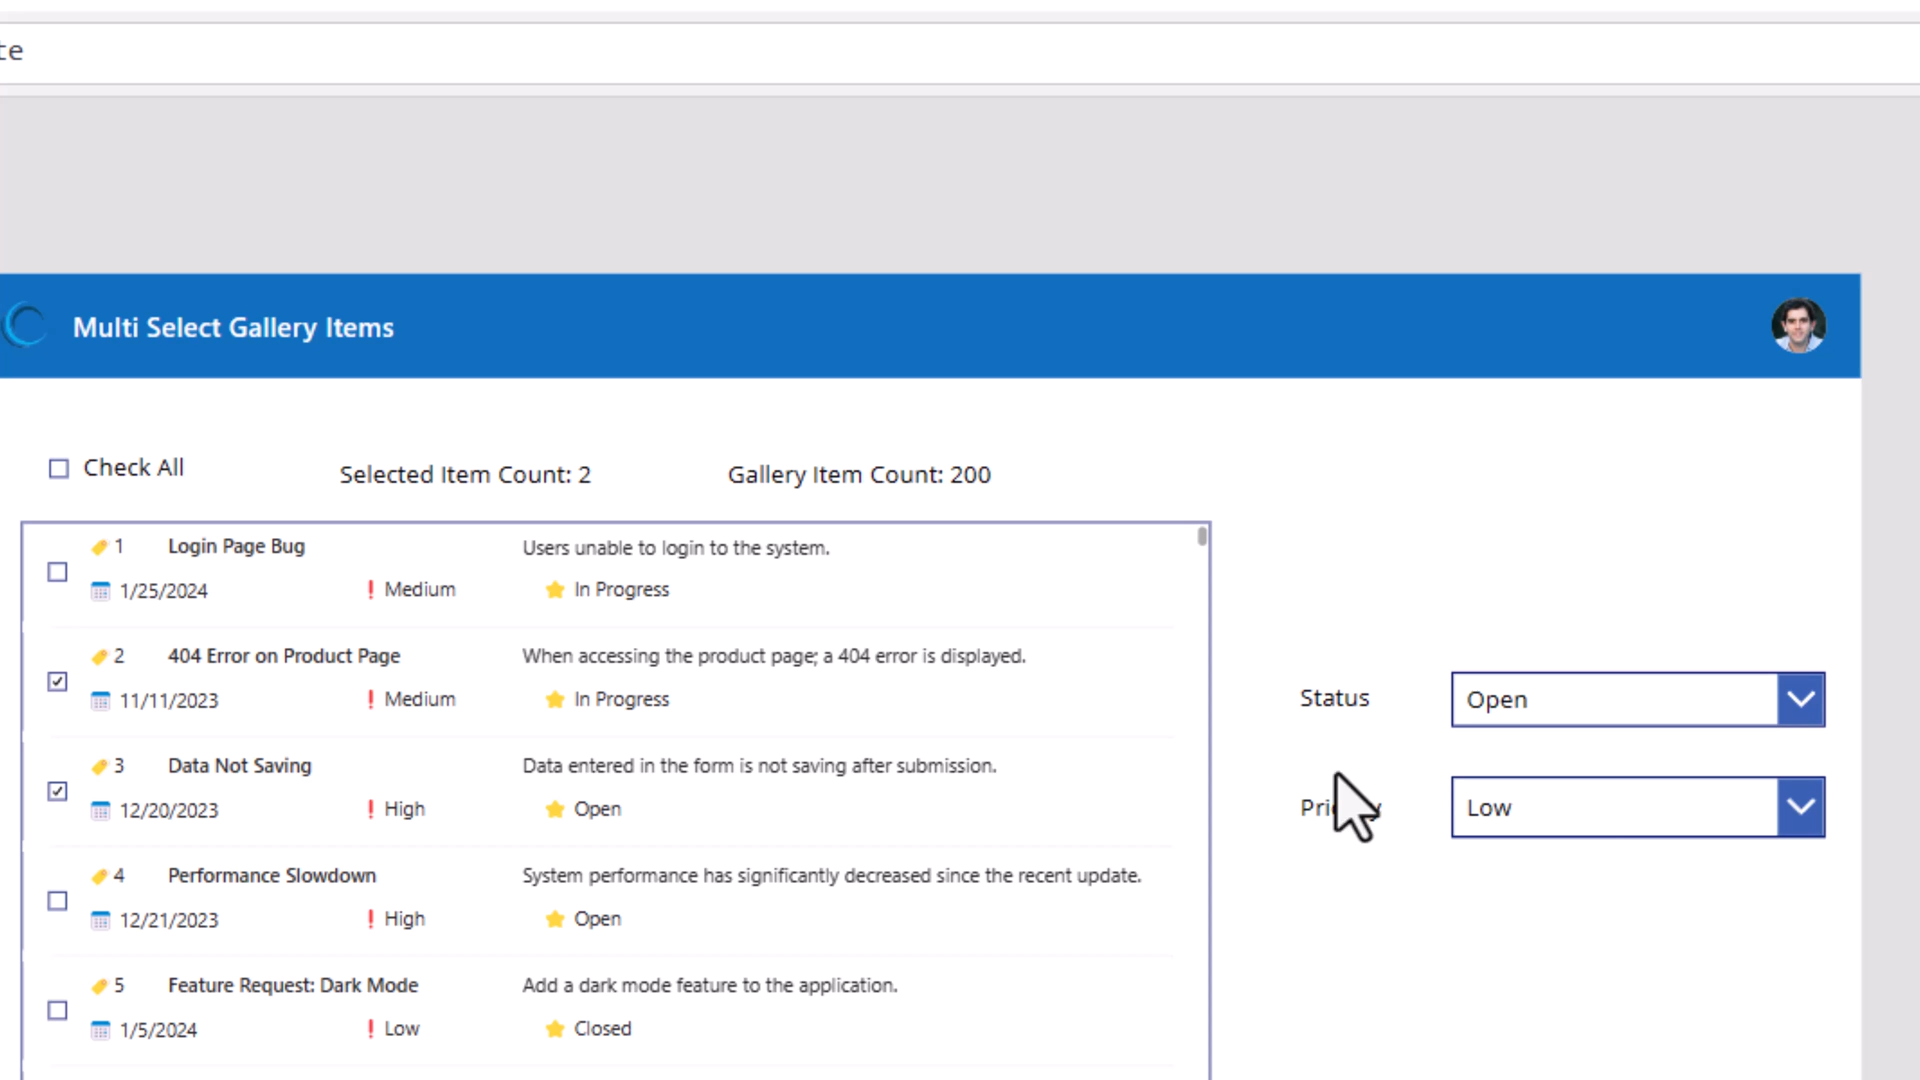 te
Multi Select Gallery Items
Check All
Selected Item Count: 2
Gallery Item Count: 200
1 Login Page Bug Users unable to login to the system.
1/25/2024 Medium In Progress
2 404 Error on Product Page When accessing the product page; a 404 error is displayed.
11/11/2023 Medium In Progress
3 Data Not Saving Data entered in the form is not saving after submission.
12/20/2023 High Open
4 Performance Slowdown System performance has significantly decreased since the recent update.
12/21/2023 High Open
5 Feature Request: Dark Mode Add a dark mode feature to the application.
1/5/2024 Low Closed
Status Open
Low